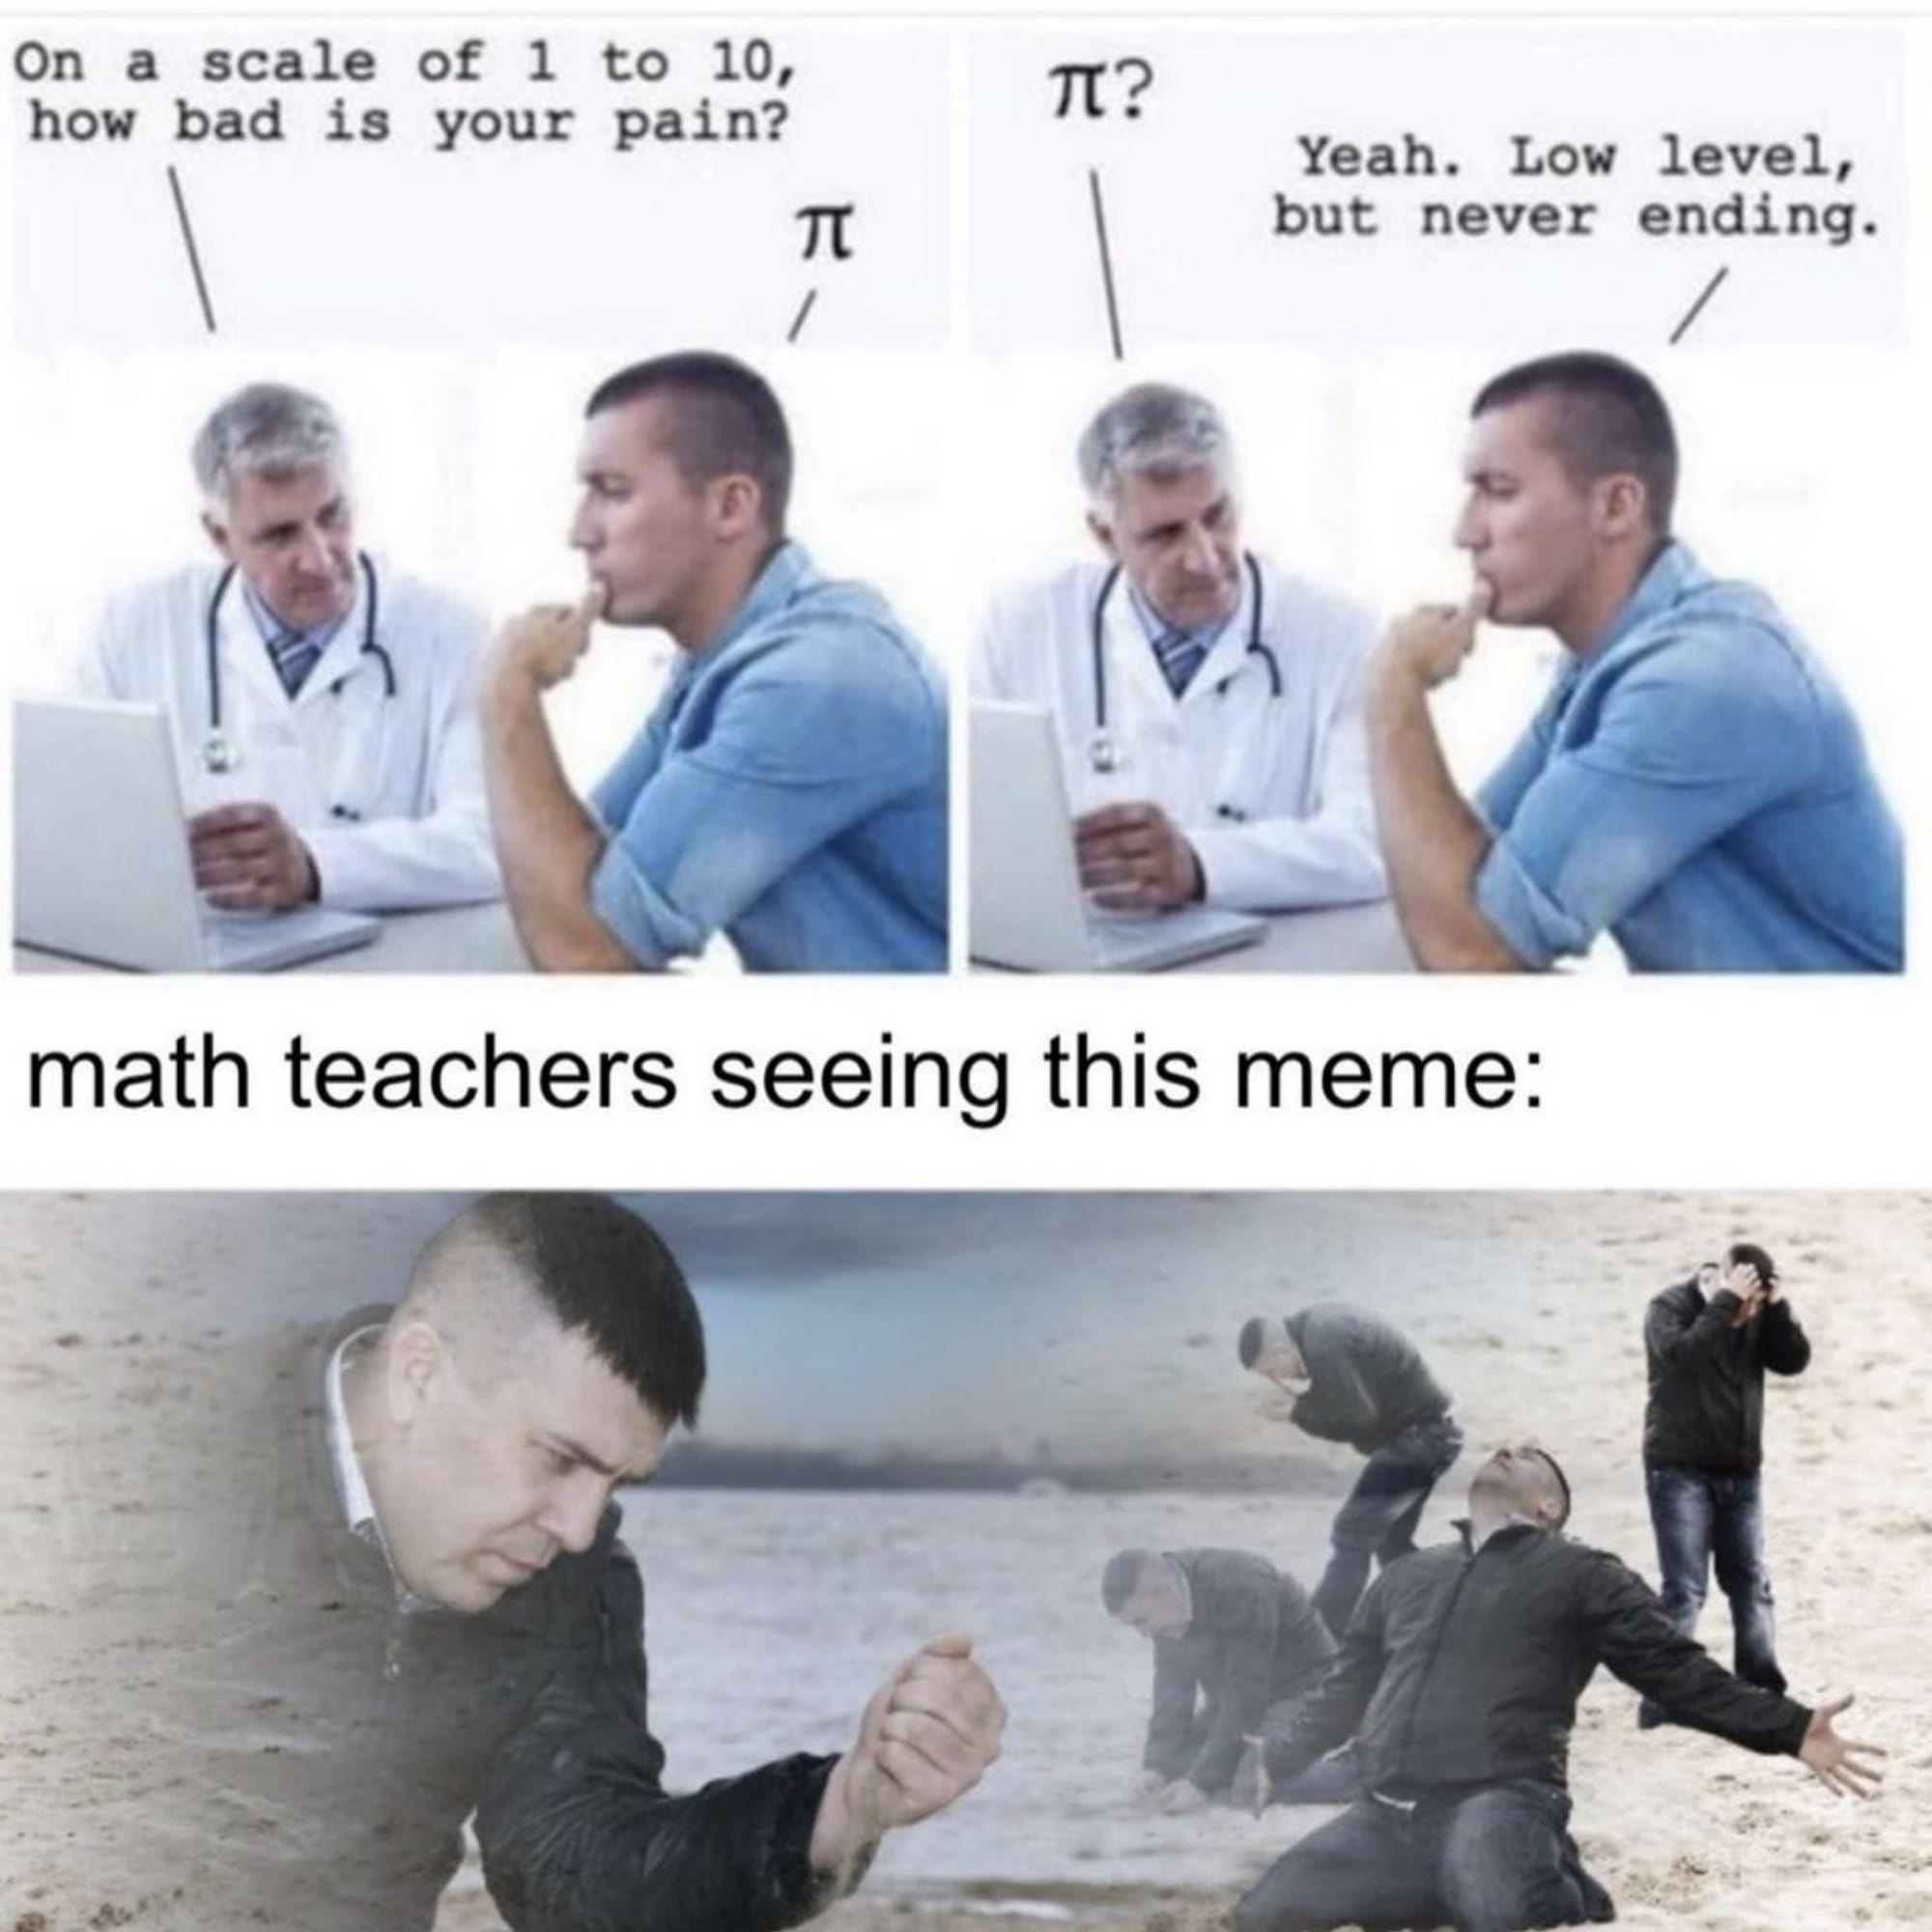 On a scale of 1 to 10,
how bad is your pain?
π
π?
Yeah. Low level,
but never ending.
math teachers seeing this meme: